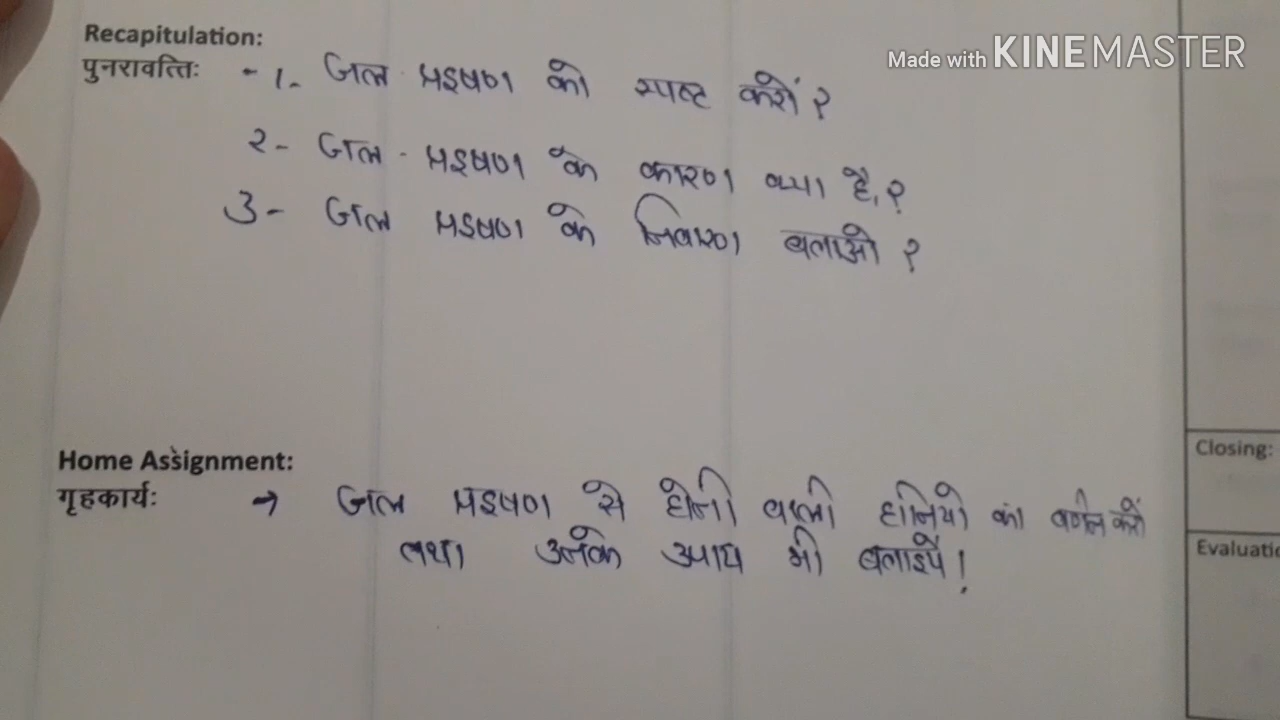 Recapitulation:
Made with KINEMASTER
पुनरावत्तिः - 1- जल प्रदूषण को स्पष्ट करों ?
२- जल - प्रदूषण के कारण क्या है, ?
3- जल प्रदूषण के निवारण बताओ ?
Closing:
Home Assignment:
गृहकार्यः → जल प्रदूषण से होनी वाली हानियो का वर्णन करों
तथा उनके उपाय भी बताइयै !
Evaluatio